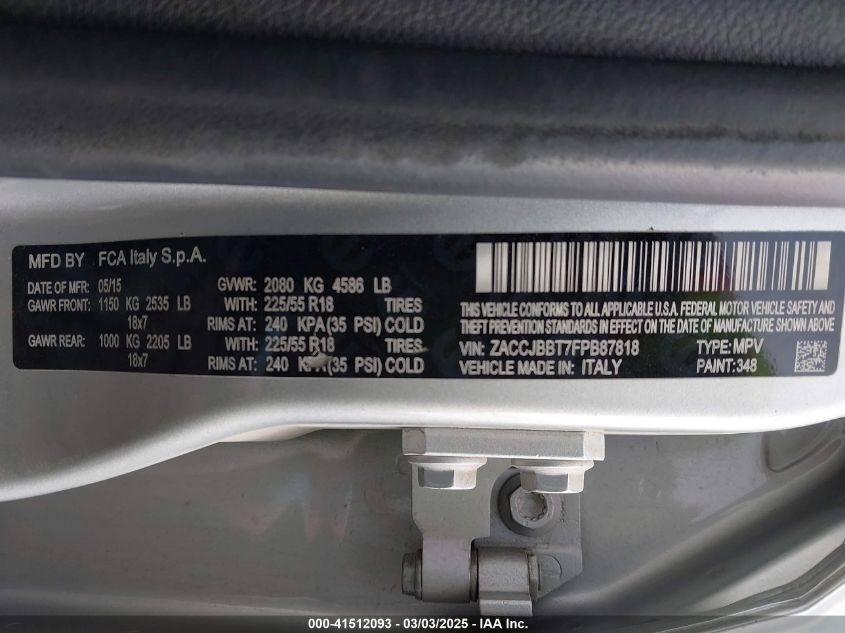 MFD BY FCA Italy S.p.A.
DATE OF MFR: 05/15 GVWR: 2080 KG 4586 LB
GAWR FRONT: 1150 KG 2535 LB WITH: 225/55 R18 TIRES
18x7 RIMS AT: 240 KPA(35 PSI) COLD
GAWR REAR: 1000 KG 2205 LB WITH: 225/55 R18 TIRES
18x7 RIMS AT: 240 KPA(35 PSI) COLD
THIS VEHICLE CONFORMS TO ALL APPLICABLE U.S.A. FEDERAL MOTOR VEHICLE SAFETY AND
THEFT PREVENTION STANDARDS IN EFFECT ON THE DATE OF MANUFACTURE SHOWN ABOVE.
VIN: ZACCJBBT7FPB87818 TYPE: MPV
VEHICLE MADE IN: ITALY PAINT: 348
000-41512093 - 03/03/2025 - IAA Inc.